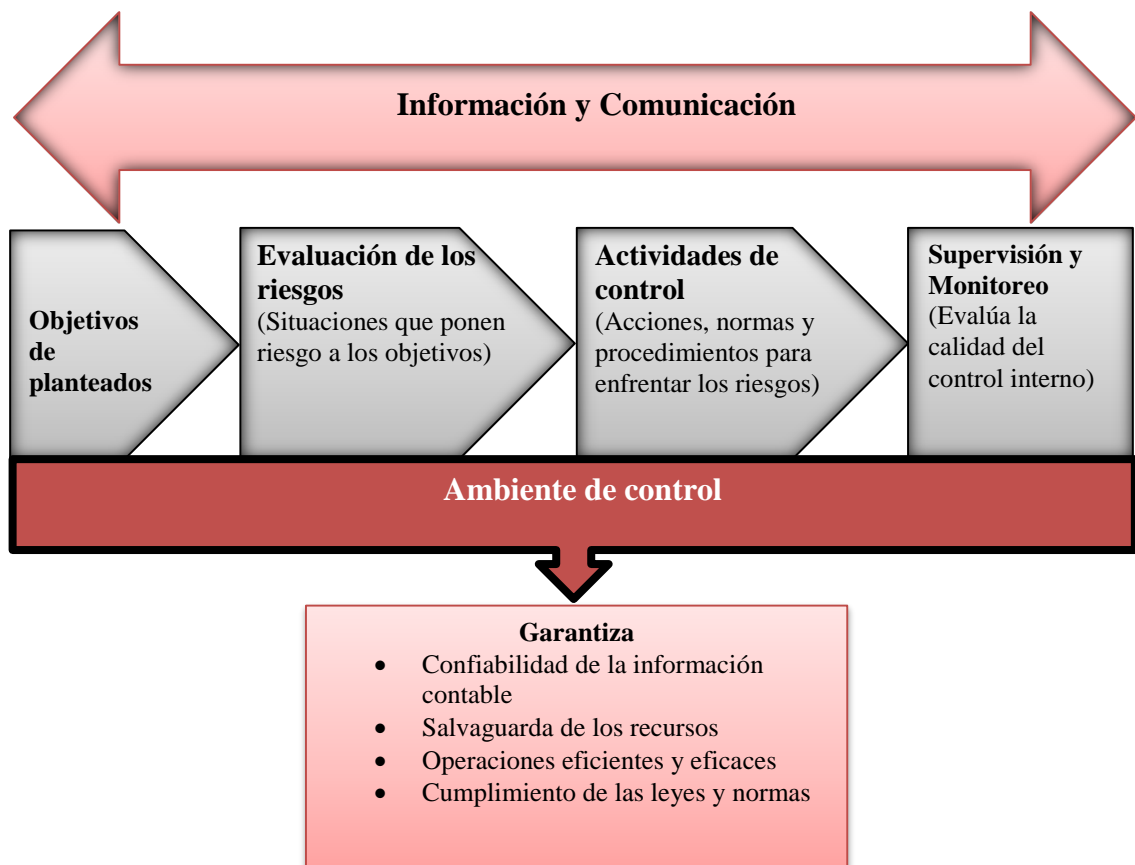 Información y Comunicación
Objetivos
de
planteados
Evaluación de los
riesgos
(Situaciones que ponen
riesgo a los objetivos)
Actividades de
control
(Acciones, normas y
procedimientos para
enfrentar los riesgos)
Supervisión y
Monitoreo
(Evalúa la
calidad del
control interno)
Ambiente de control
Garantiza
• Confiabilidad de la información
contable
• Salvaguarda de los recursos
• Operaciones eficientes y eficaces
• Cumplimiento de las leyes y normas